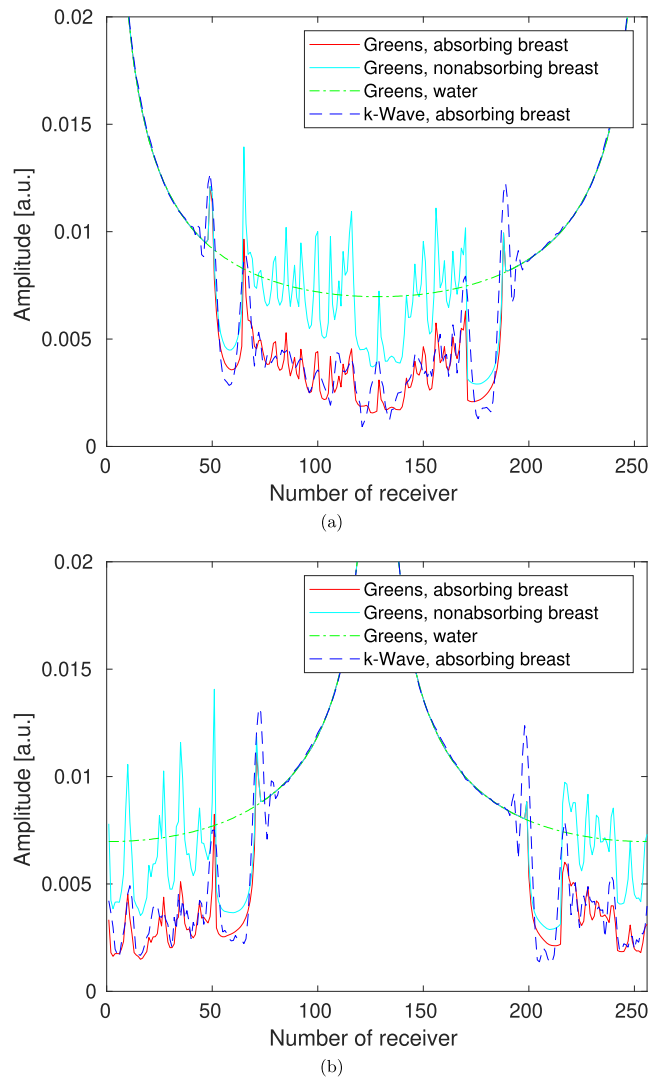 0.02
0.015
0.01
0.005
0
Amplitude [a.u.]
Greens, absorbing breast
Greens, nonabsorbing breast
Greens, water
k-Wave, absorbing breast
0 50 100 150 200 250
Number of receiver
(a)
0.02
0.015
0.01
0.005
0
Amplitude [a.u.]
Greens, absorbing breast
Greens, nonabsorbing breast
Greens, water
k-Wave, absorbing breast
0 50 100 150 200 250
Number of receiver
(b)